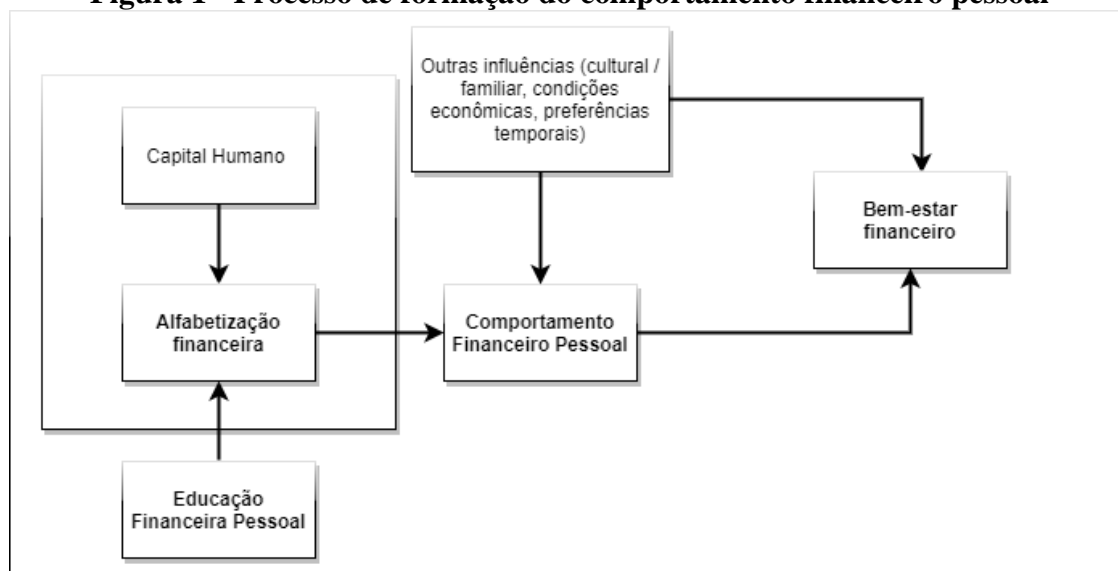 Figura 1 - Processo de formação do comportamento financeiro pessoal
Outras influências (cultural /
familiar, condições
econômicas, preferências
temporais)
Capital Humano
Bem-estar
financeiro
Alfabetização
financeira
Comportamento
Financeiro Pessoal
Educação
Financeira Pessoal